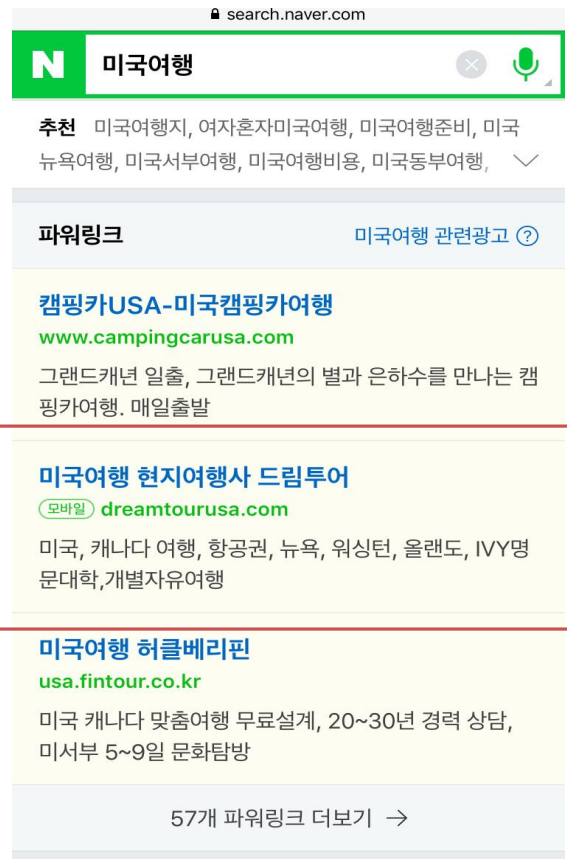 search.naver.com
N 미국여행
추천 미국여행지, 여자혼자미국여행, 미국여행준비, 미국
뉴욕여행, 미국서부여행, 미국여행비용, 미국동부여행,
파워링크 미국여행 관련광고 ?
캠핑카USA-미국캠핑카여행
www.campingcarusa.com
그랜드캐년 일출, 그랜드캐년의 별과 은하수를 만나는 캠
핑카여행. 매일출발
미국여행 현지여행사 드림투어
모바일 dreamtourusa.com
미국, 캐나다 여행, 항공권, 뉴욕, 워싱턴, 올랜도, IVY명
문대학,개별자유여행
미국여행 허클베리핀
usa.fintour.co.kr
미국 캐나다 맞춤여행 무료설계, 20~30년 경력 상담,
미서부 5~9일 문화탐방
57개 파워링크 더보기 →